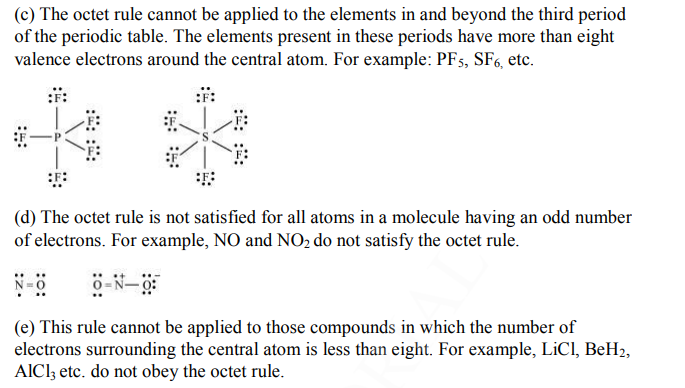 (c) The octet rule cannot be applied to the elements in and beyond the third period
of the periodic table. The elements present in these periods have more than eight
valence electrons around the central atom. For example: PF₅, SF₆, etc.
F F
F F F
F P S
F F F
F F
(d) The octet rule is not satisfied for all atoms in a molecule having an odd number
of electrons. For example, NO and NO₂ do not satisfy the octet rule.
N=O O=N⁺—O⁻
(e) This rule cannot be applied to those compounds in which the number of
electrons surrounding the central atom is less than eight. For example, LiCl, BeH₂,
AlCl₃ etc. do not obey the octet rule.